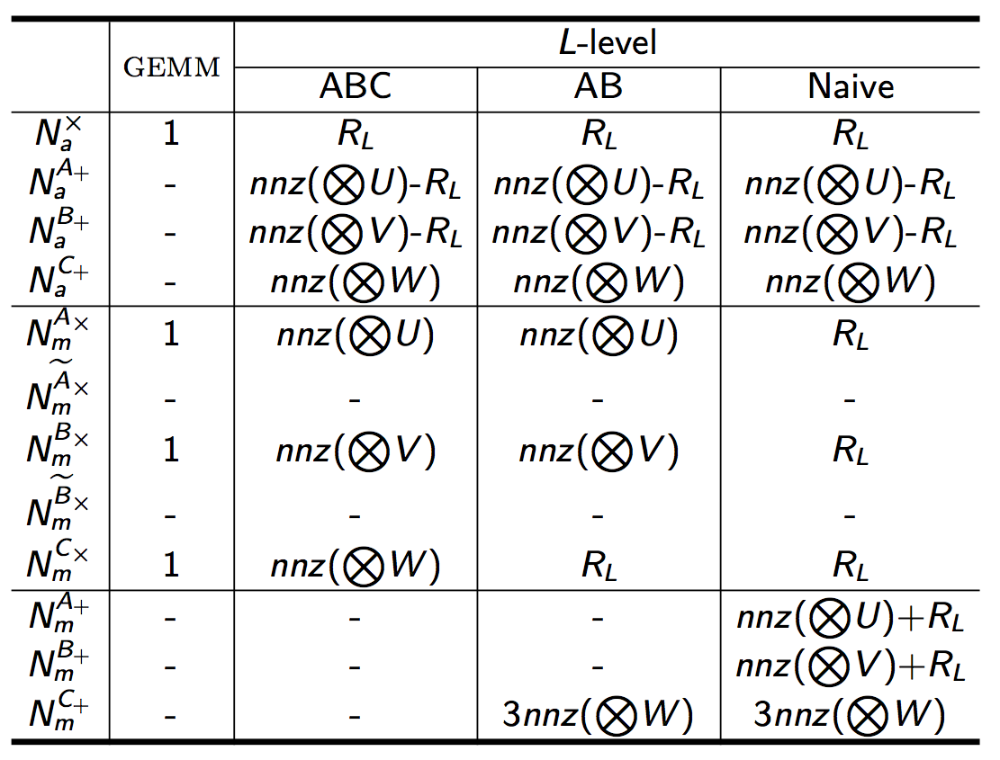 L-level
GEMM
ABC AB Naive
N_a^× 1 R_L R_L R_L
N_a^{A+} - nnz(⨂U)-R_L nnz(⨂U)-R_L nnz(⨂U)-R_L
N_a^{B+} - nnz(⨂V)-R_L nnz(⨂V)-R_L nnz(⨂V)-R_L
N_a^{C+} - nnz(⨂W) nnz(⨂W) nnz(⨂W)
N_m^{A×} 1 nnz(⨂U) nnz(⨂U) R_L
N_m^{Ã×} - - - -
N_m^{B×} 1 nnz(⨂V) nnz(⨂V) R_L
N_m^{B̃×} - - - -
N_m^{C×} 1 nnz(⨂W) R_L R_L
N_m^{A+} - - - nnz(⨂U)+R_L
N_m^{B+} - - - nnz(⨂V)+R_L
N_m^{C+} - - 3nnz(⨂W) 3nnz(⨂W)